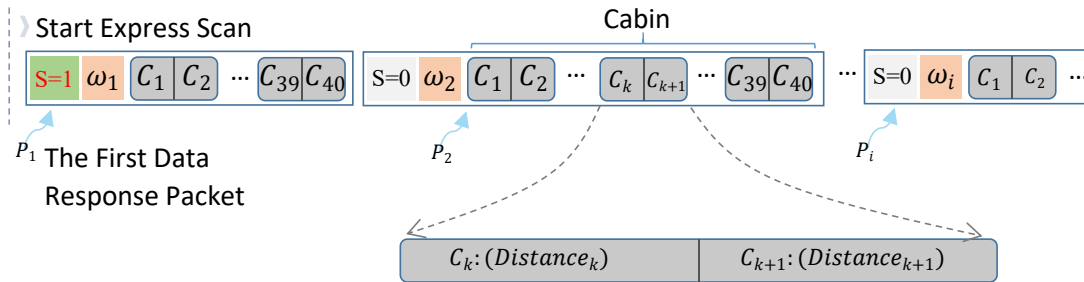 Start Express Scan
Cabin
S=1 ω₁ C₁ C₂ ... C₃₉ C₄₀ S=0 ω₂ C₁ C₂ ... Cₖ Cₖ₊₁ ... C₃₉ C₄₀ ... S=0 ωᵢ C₁ C₂ ...
P₁ The First Data
Response Packet
P₂
Pᵢ
Cₖ: (Distanceₖ) Cₖ₊₁: (Distanceₖ₊₁)